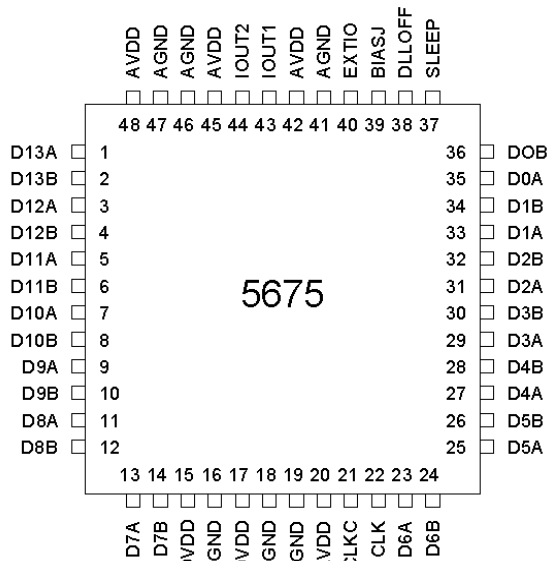 AVDD
AGND
AGND
AVDD
IOUT2
IOUT1
AVDD
AGND
EXTIO
BIASJ
DLLOFF
SLEEP
48 47 46 45 44 43 42 41 40 39 38 37
D13A 1 36 DOB
D13B 2 35 D0A
D12A 3 34 D1B
D12B 4 33 D1A
D11A 5 32 D2B
D11B 6 31 D2A
D10A 7 30 D3B
D10B 8 29 D3A
D9A 9 28 D4B
D9B 10 27 D4A
D8A 11 26 D5B
D8B 12 25 D5A
5675
13 14 15 16 17 18 19 20 21 22 23 24
D7A
D7B
CLKC
CLK
D6A
D6B